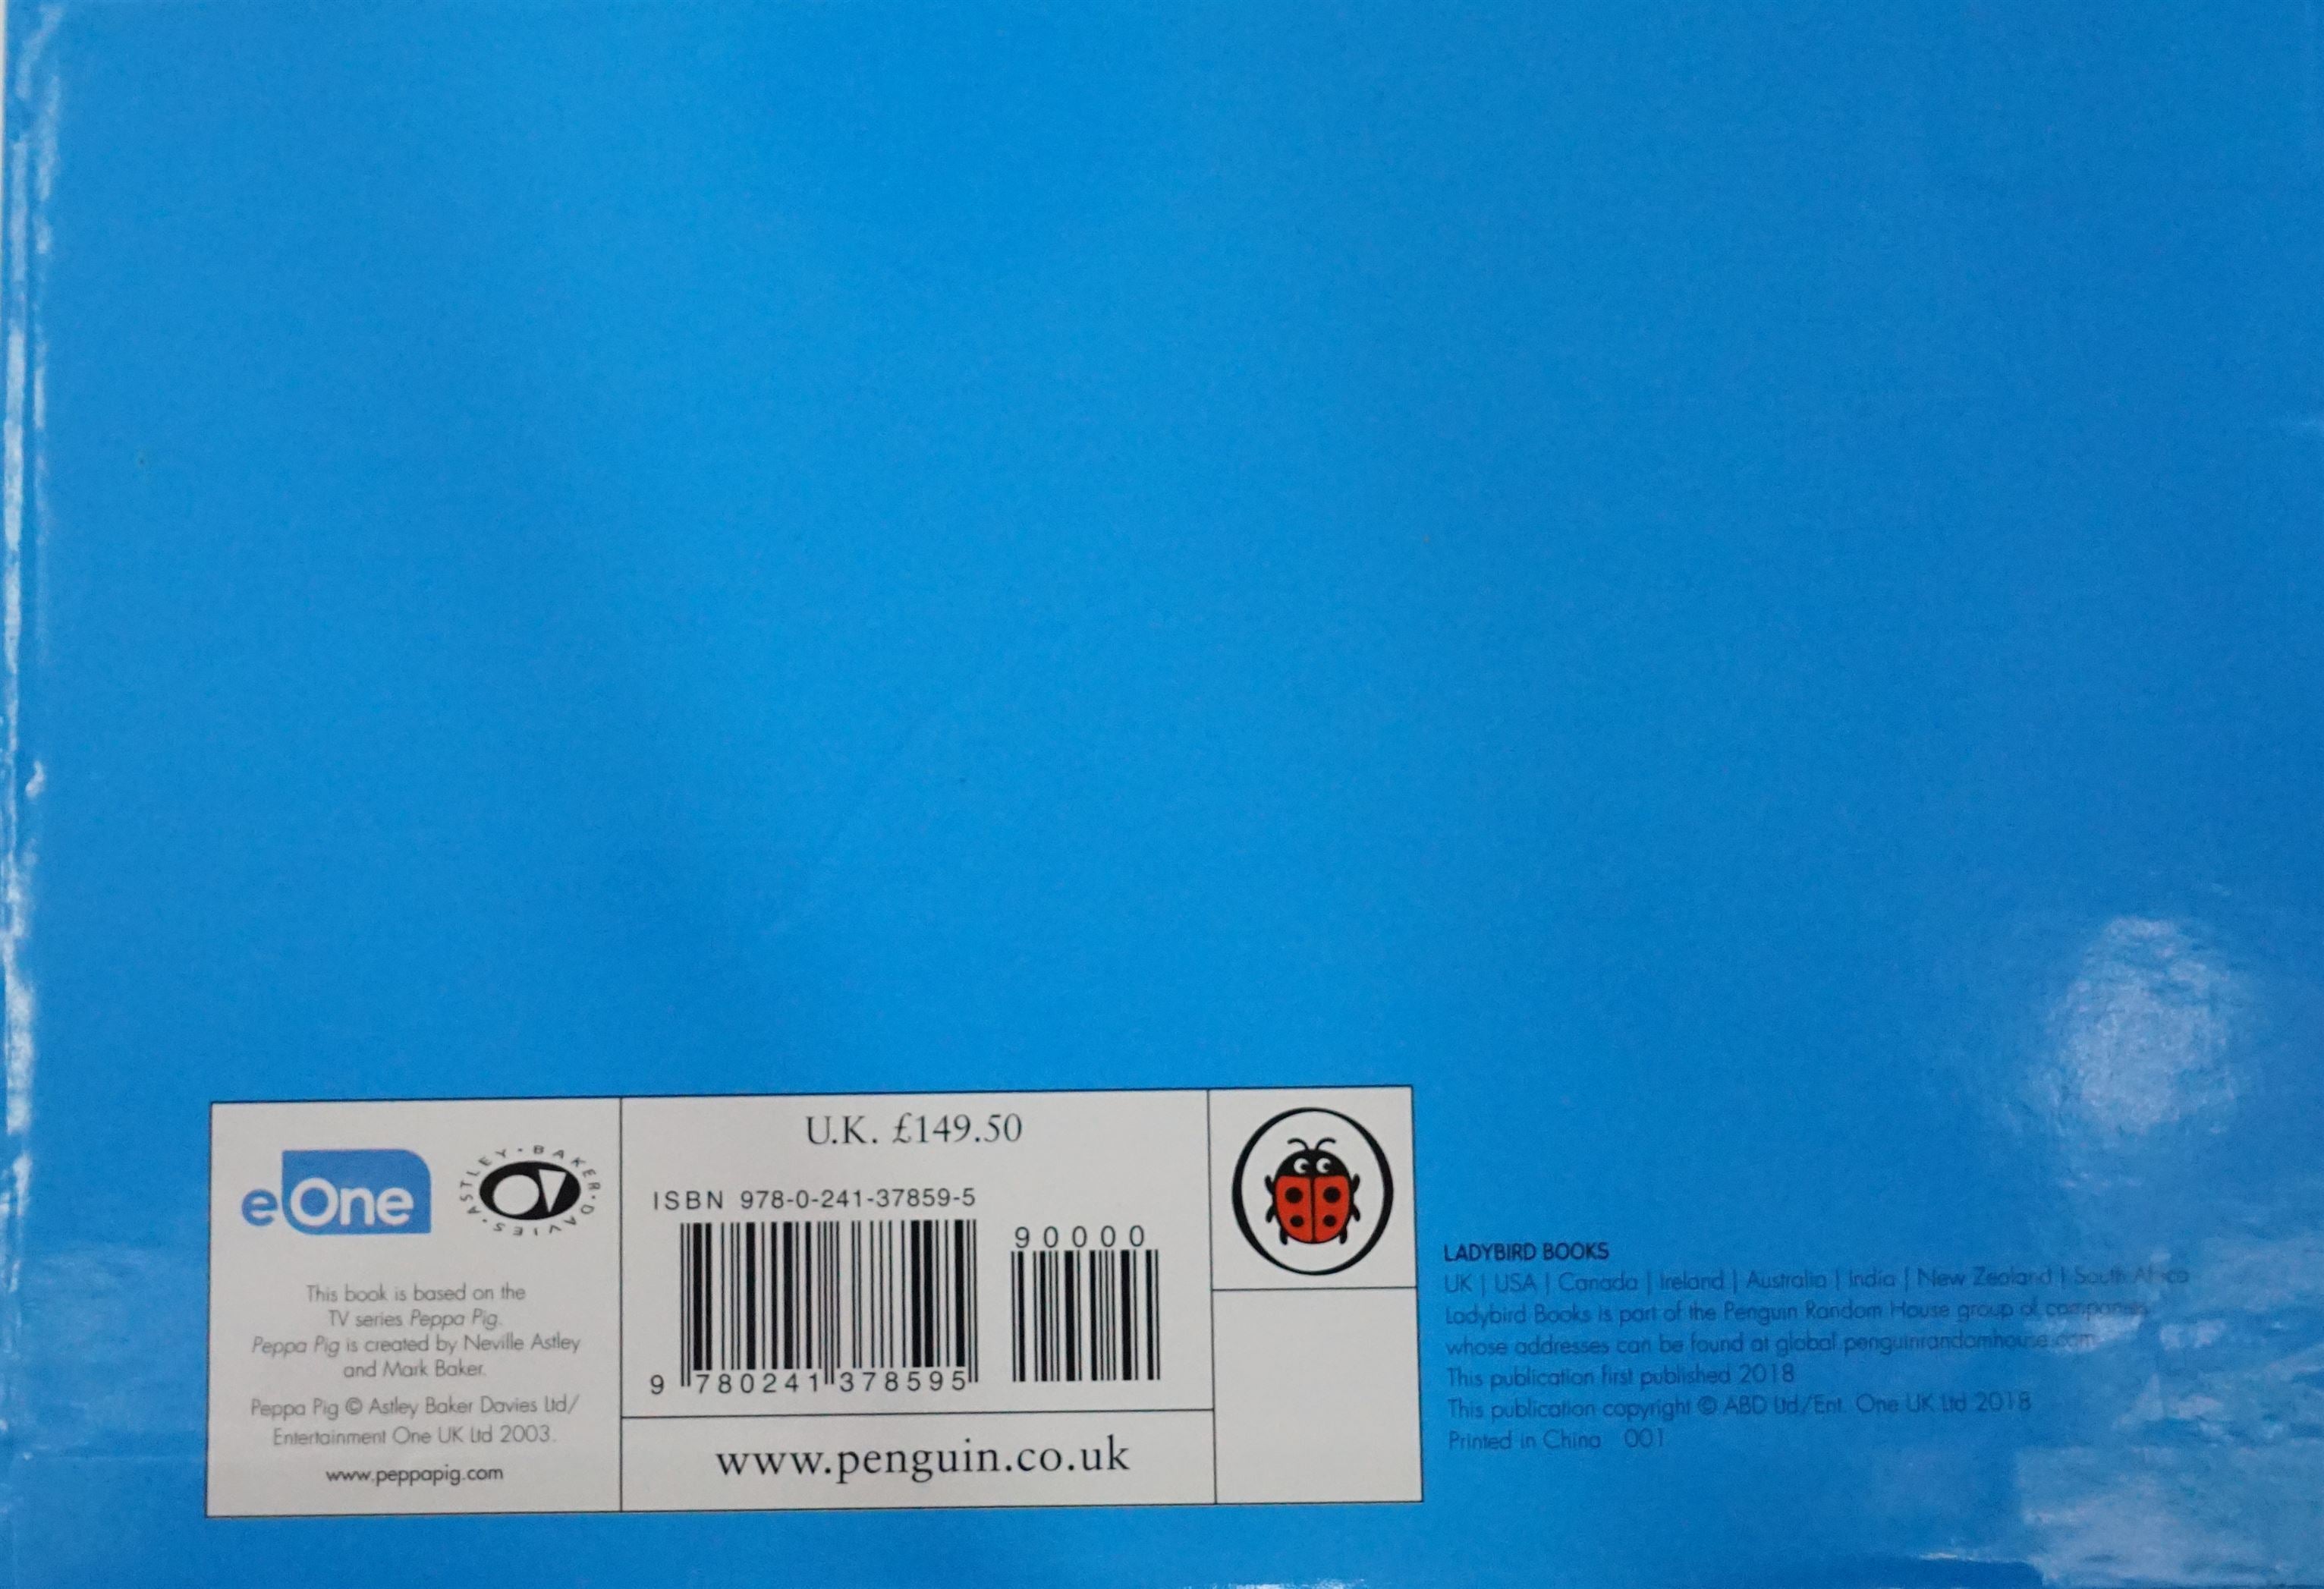 eOne
ASTLEY · BAKER · DAVIES ·
This book is based on the
TV series Peppa Pig.
Peppa Pig is created by Neville Astley
and Mark Baker.
Peppa Pig © Astley Baker Davies Ltd/
Entertainment One UK Ltd 2003.
www.peppapig.com
U.K. £149.50
ISBN 978-0-241-37859-5
90000
9 780241 378595
www.penguin.co.uk
LADYBIRD BOOKS
UK | USA | Canada | Ireland | Australia | India | New Zealand | South Africa
Ladybird Books is part of the Penguin Random House group of companies
whose addresses can be found at global.penguinrandomhouse.com
This publication first published 2018
This publication copyright © ABD Ltd/Ent. One UK Ltd 2018
Printed in China 001